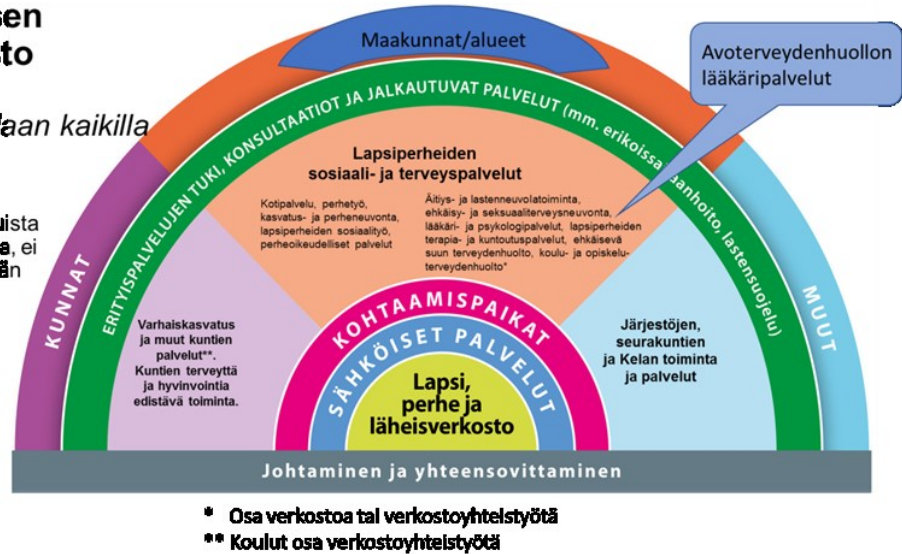 sen
sto
aan kaikilla
uista
a, ei
än
Maakunnat/alueet
Avoterveydenhuollon
lääkäripalvelut
KUNNAT
MUUT
ERITYISPALVELUJEN TUKI, KONSULTAATIOT JA JALKAUTUVAT PALVELUT (mm. erikoissairaanhoito, lastensuojelu)
Lapsiperheiden
sosiaali- ja terveyspalvelut
Kotipalvelu, perhetyö,
kasvatus- ja perheneuvonta,
lapsiperheiden sosiaalityö,
perheoikeudelliset palvelut
Äitiys- ja lastenneuvolatoiminta,
ehkäisy- ja seksuaaliterveysneuvonta,
lääkäri- ja psykologipalvelut, lapsiperheiden
terapia- ja kuntoutuspalvelut, ehkäisevä
suun terveydenhuolto, koulu- ja opiskelu-
terveydenhuolto*
Varhaiskasvatus
ja muut kuntien
palvelut**.
Kuntien terveyttä
ja hyvinvointia
edistävä toiminta.
Järjestöjen,
seurakuntien
ja Kelan toiminta
ja palvelut
KOHTAAMISPAIKAT
SÄHKÖISET PALVELUT
Lapsi,
perhe ja
läheisverkosto
Johtaminen ja yhteensovittaminen
* Osa verkostoa tai verkostoyhteistyötä
** Koulut osa verkostoyhteistyötä